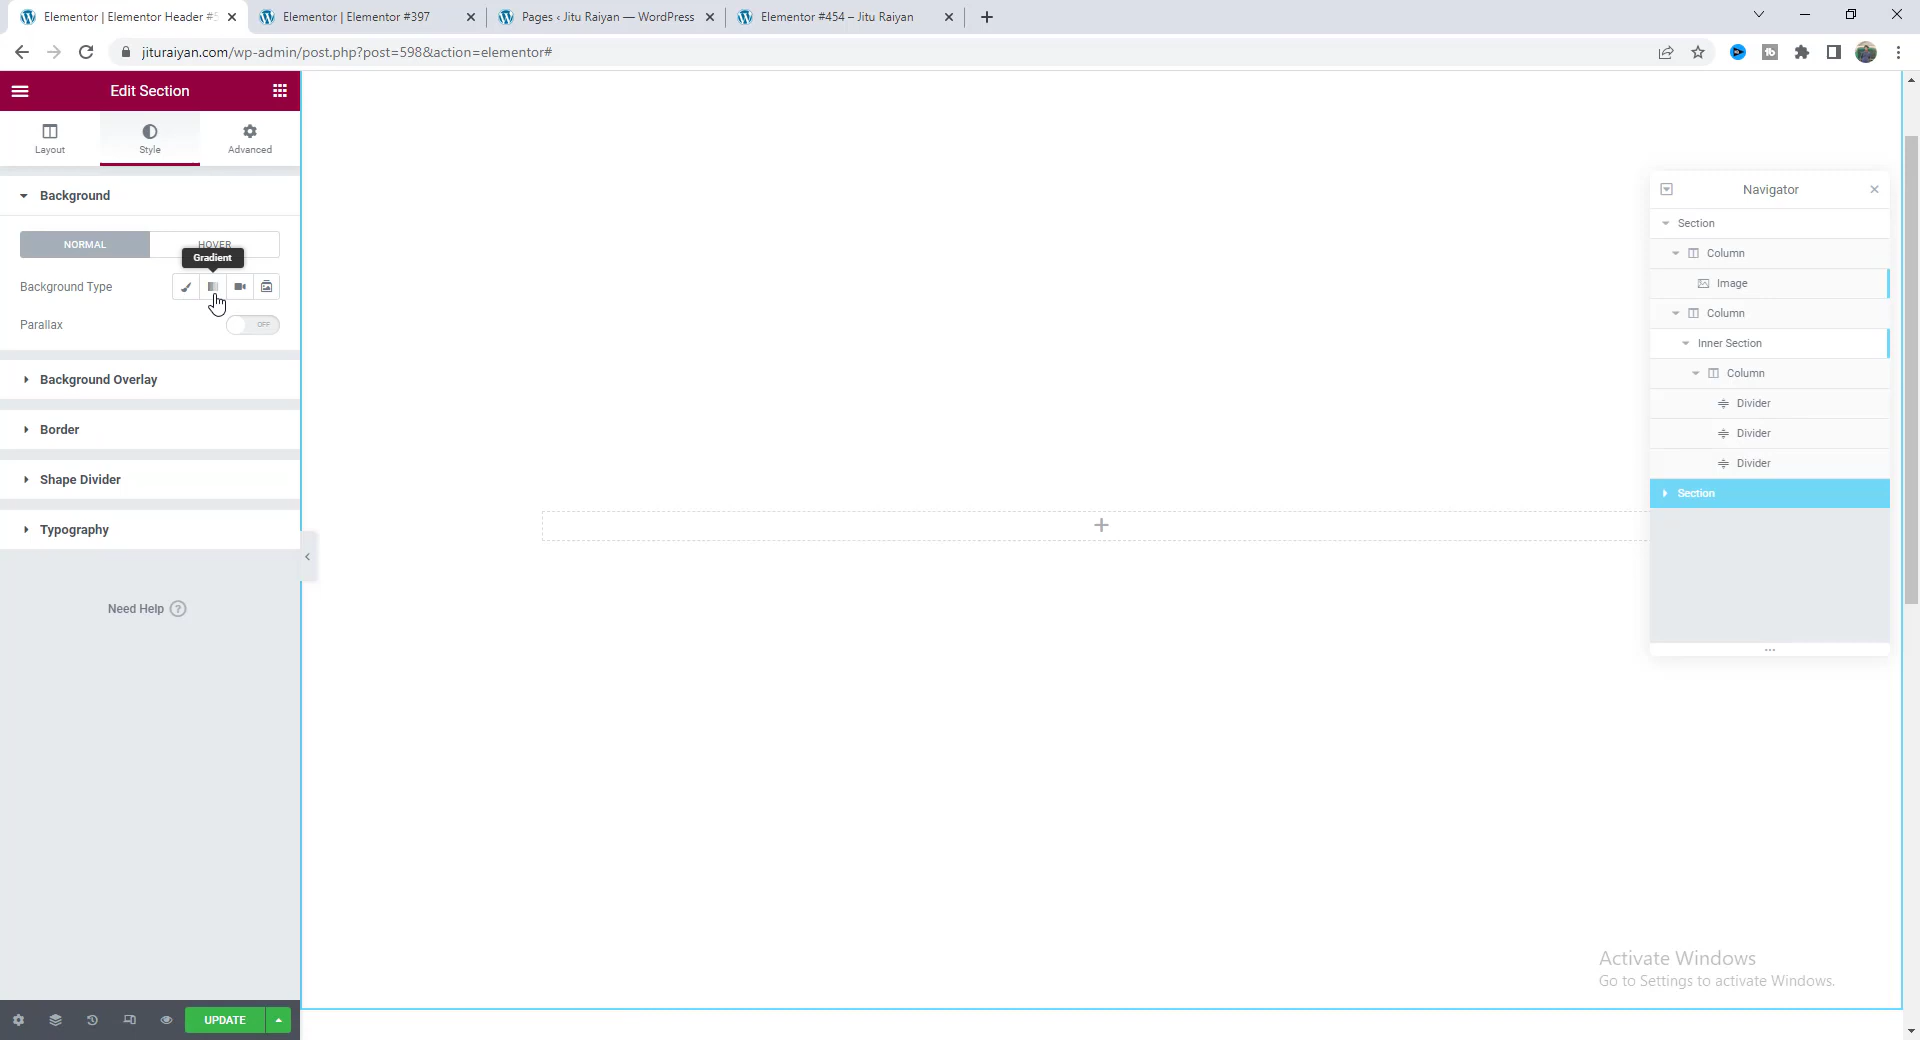 Elementor | Elementor Header #5
Elementor | Elementor #397
Pages ‹ Jitu Raiyan — WordPress
Elementor #454 – Jitu Raiyan
jituraiyan.com/wp-admin/post.php?post=598&action=elementor#
Edit Section
Layout
Style
Advanced
Background
NORMAL
HOVER
Gradient
Background Type
Parallax
OFF
Background Overlay
Border
Shape Divider
Typography
Need Help ?
UPDATE
Navigator
Section
Column
Image
Column
Inner Section
Column
Divider
Divider
Divider
Section
Activate Windows
Go to Settings to activate Windows.